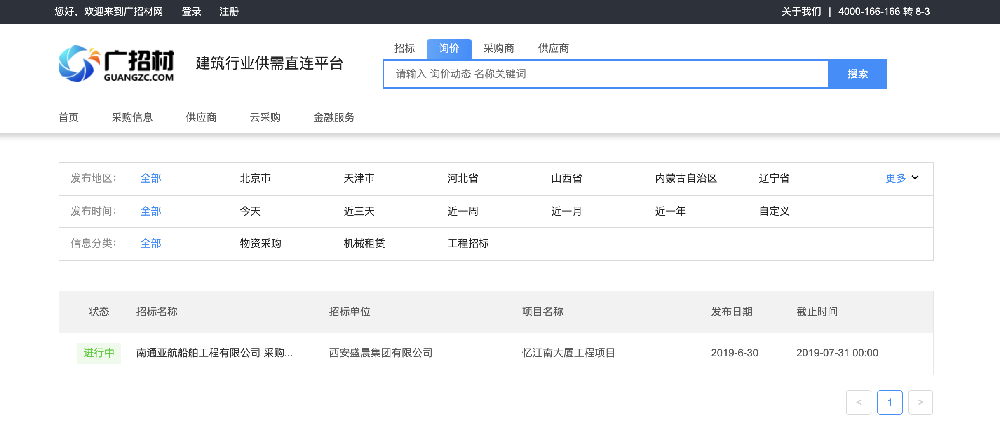 您好，欢迎来到广招材网 登录 注册 关于我们 | 4000-166-166 转 8-3
招标 询价 采购商 供应商
广招材
GUANGZC.COM
建筑行业供需直连平台
请输入 询价动态 名称关键词 搜索
首页 采购信息 供应商 云采购 金融服务
发布地区： 全部 北京市 天津市 河北省 山西省 内蒙古自治区 辽宁省 更多
发布时间： 全部 今天 近三天 近一周 近一月 近一年 自定义
信息分类： 全部 物资采购 机械租赁 工程招标
状态 招标名称 招标单位 项目名称 发布日期 截止时间
进行中 南通亚航船舶工程有限公司 采购... 西安盛晨集团有限公司 忆江南大厦工程项目 2019-6-30 2019-07-31 00:00
< 1 >